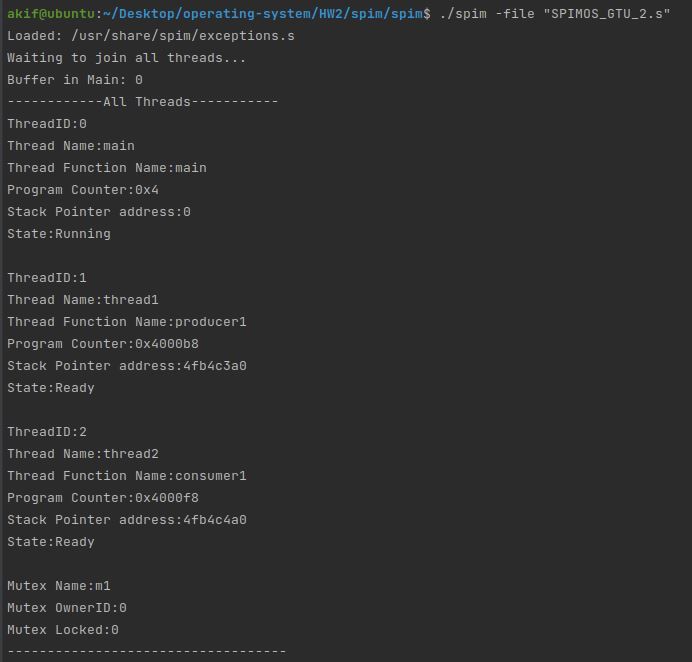 akif@ubuntu:~/Desktop/operating-system/HW2/spim/spim$ ./spim -file "SPIMOS_GTU_2.s"
Loaded: /usr/share/spim/exceptions.s
Waiting to join all threads...
Buffer in Main: 0
------------All Threads-----------
ThreadID:0
Thread Name:main
Thread Function Name:main
Program Counter:0x4
Stack Pointer address:0
State:Running
ThreadID:1
Thread Name:thread1
Thread Function Name:producer1
Program Counter:0x4000b8
Stack Pointer address:4fb4c3a0
State:Ready
ThreadID:2
Thread Name:thread2
Thread Function Name:consumer1
Program Counter:0x4000f8
Stack Pointer address:4fb4c4a0
State:Ready
Mutex Name:m1
Mutex OwnerID:0
Mutex Locked:0
-----------------------------------